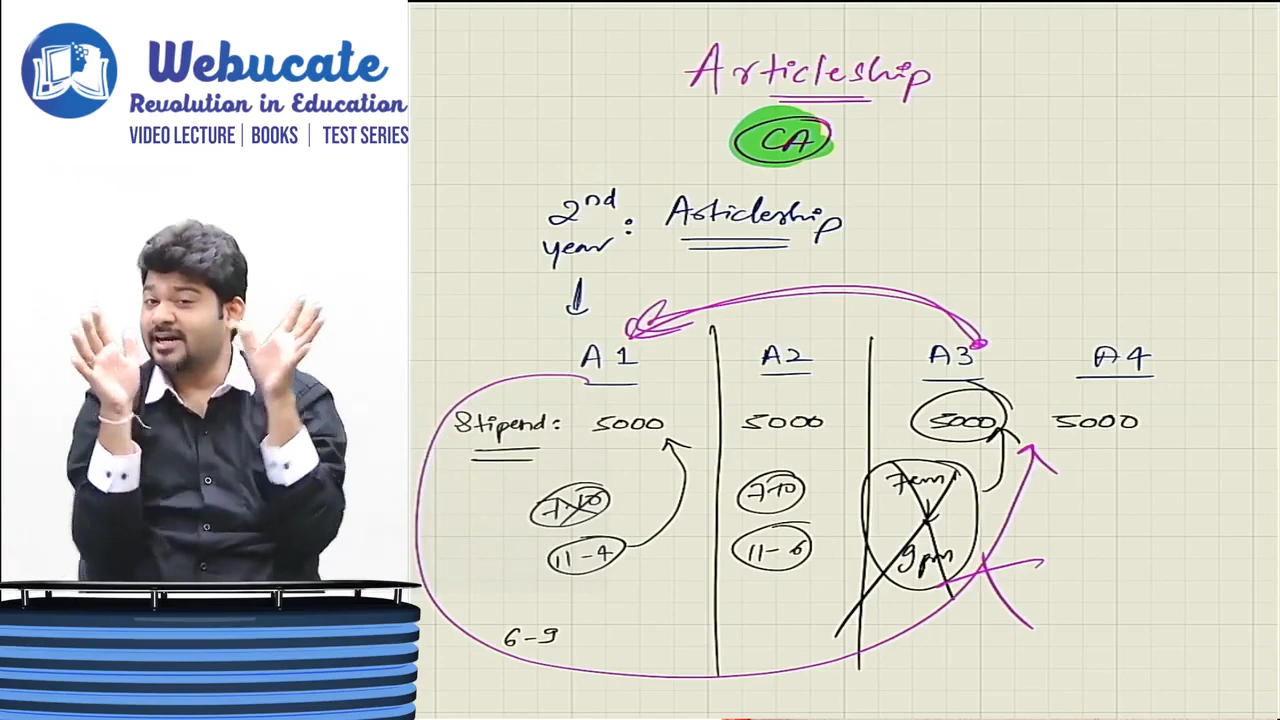 Webucate
Revolution in Education
VIDEO LECTURE | BOOKS | TEST SERIES
Articleship
CA
2nd year : Articleship
A1 A2 A3 A4
Stipend: 5000 5000 5000 5000
7-10 7-10 7am
11-4 11-6 9pm
6-9